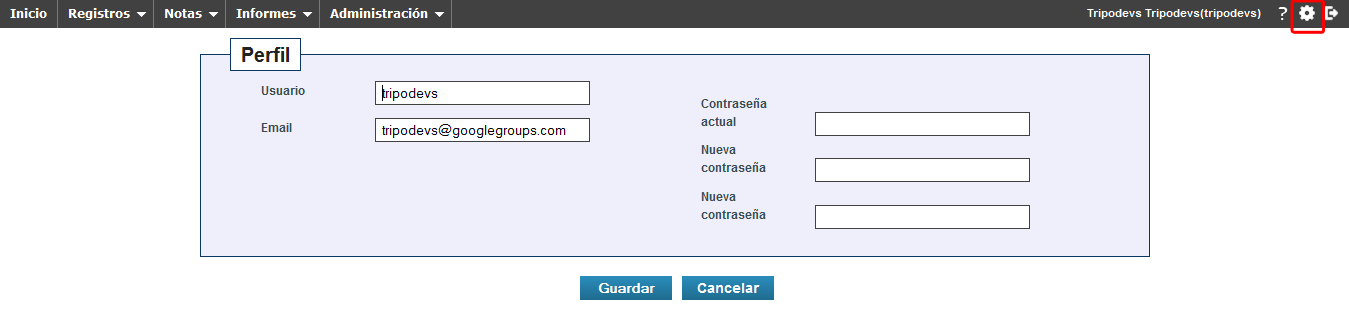 Inicio Registros Notas Informes Administración Tripodevs Tripodevs(tripodevs) ?
Perfil
Usuario tripodevs
Email tripodevs@googlegroups.com
Contraseña
actual
Nueva
contraseña
Nueva
contraseña
Guardar Cancelar